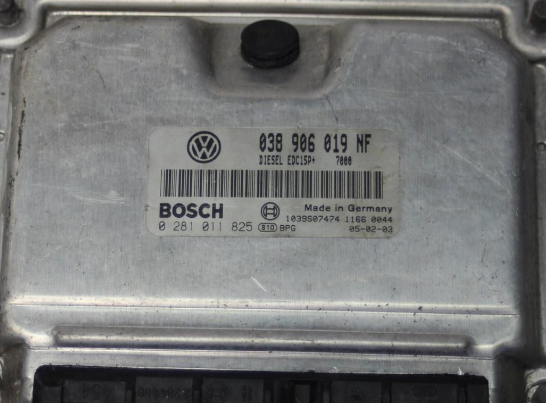 038 906 019 NF
DIESEL EDC15P+ 7000
BOSCH Made in Germany
1039S07474 1166 0044
0 281 011 825 S10 BPG 05-02-03